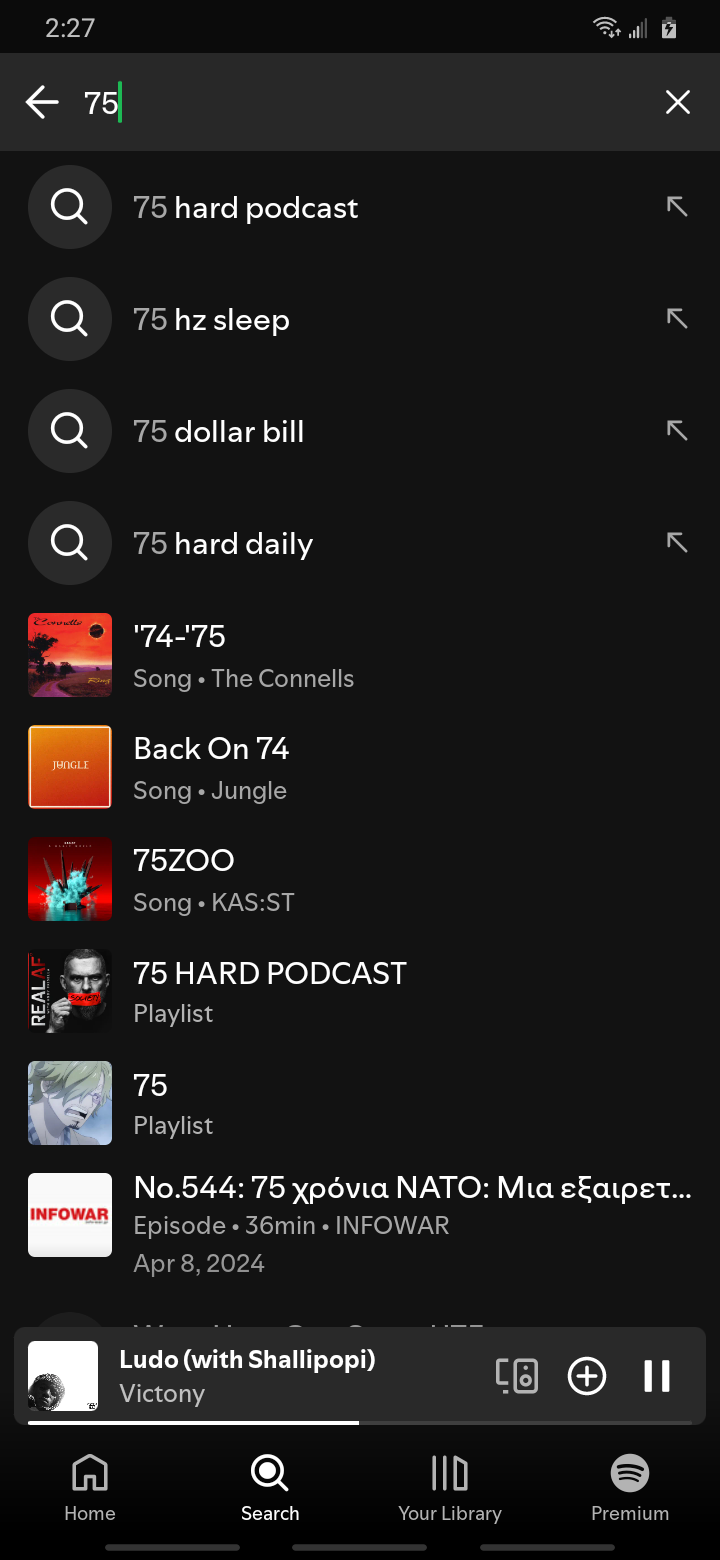 2:27
75
75 hard podcast
75 hz sleep
75 dollar bill
75 hard daily
'74-'75
Song • The Connells
Back On 74
Song • Jungle
JUNGLE
75ZOO
Song • KAS:ST
75 HARD PODCAST
Playlist
REAL AF
SOCIETY
75
Playlist
No.544: 75 χρόνια NATO: Μια εξαιρετ...
Episode • 36min • INFOWAR
Apr 8, 2024
INFOWAR
Ludo (with Shallipopi)
Victony
Home
Search
Your Library
Premium